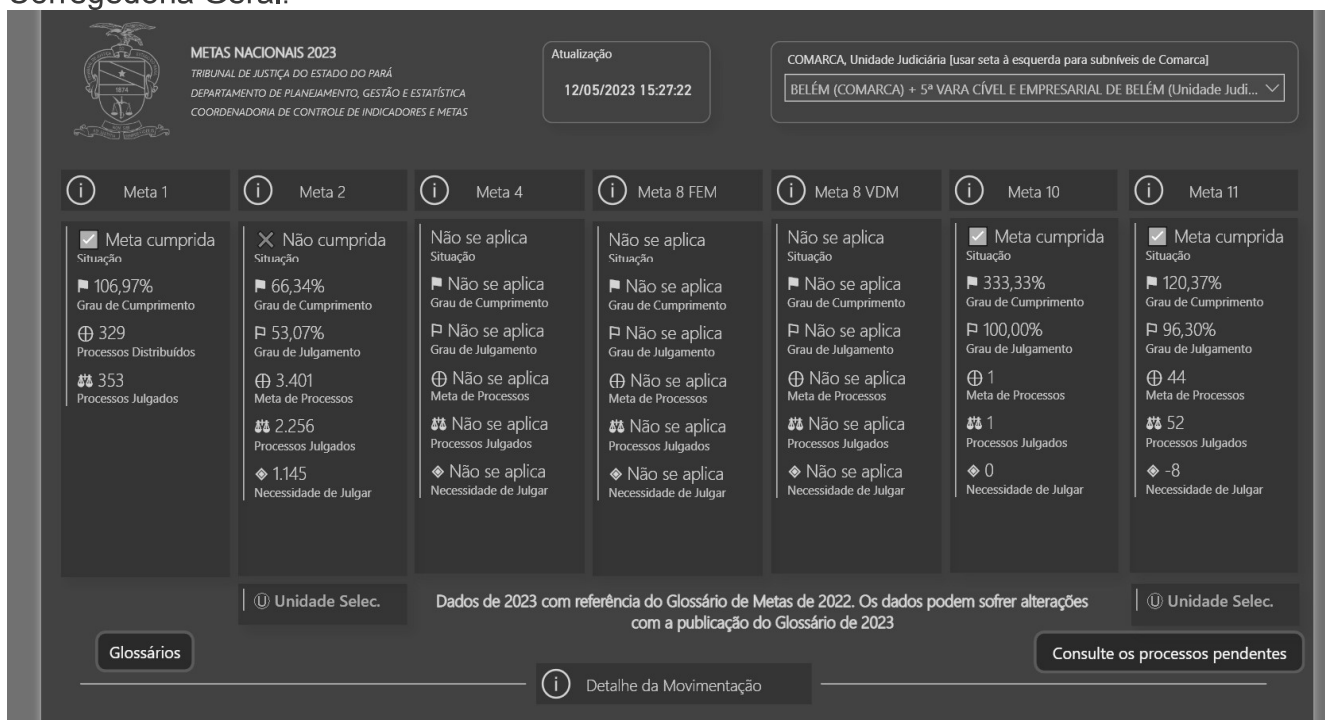 Corregedoria Geral.
METAS NACIONAIS 2023
TRIBUNAL DE JUSTIÇA DO ESTADO DO PARÁ
DEPARTAMENTO DE PLANEJAMENTO, GESTÃO E ESTATÍSTICA
COORDENADORIA DE CONTROLE DE INDICADORES E METAS
1874
Atualização
12/05/2023 15:27:22
COMARCA, Unidade Judiciária [usar seta à esquerda para subníveis de Comarca]
BELÉM (COMARCA) + 5ª VARA CÍVEL E EMPRESARIAL DE BELÉM (Unidade Judi...
Meta 1
Meta cumprida
Situação
106,97%
Grau de Cumprimento
329
Processos Distribuídos
353
Processos Julgados
Meta 2
Não cumprida
Situação
66,34%
Grau de Cumprimento
53,07%
Grau de Julgamento
3.401
Meta de Processos
2.256
Processos Julgados
1.145
Necessidade de Julgar
Unidade Selec.
Meta 4
Não se aplica
Situação
Não se aplica
Grau de Cumprimento
Não se aplica
Grau de Julgamento
Não se aplica
Meta de Processos
Não se aplica
Processos Julgados
Não se aplica
Necessidade de Julgar
Meta 8 FEM
Não se aplica
Situação
Não se aplica
Grau de Cumprimento
Não se aplica
Grau de Julgamento
Não se aplica
Meta de Processos
Não se aplica
Processos Julgados
Não se aplica
Necessidade de Julgar
Meta 8 VDM
Não se aplica
Situação
Não se aplica
Grau de Cumprimento
Não se aplica
Grau de Julgamento
Não se aplica
Meta de Processos
Não se aplica
Processos Julgados
Não se aplica
Necessidade de Julgar
Meta 10
Meta cumprida
Situação
333,33%
Grau de Cumprimento
100,00%
Grau de Julgamento
1
Meta de Processos
1
Processos Julgados
0
Necessidade de Julgar
Meta 11
Meta cumprida
Situação
120,37%
Grau de Cumprimento
96,30%
Grau de Julgamento
44
Meta de Processos
52
Processos Julgados
-8
Necessidade de Julgar
Unidade Selec.
Dados de 2023 com referência do Glossário de Metas de 2022. Os dados podem sofrer alterações
com a publicação do Glossário de 2023
Glossários
Consulte os processos pendentes
Detalhe da Movimentação